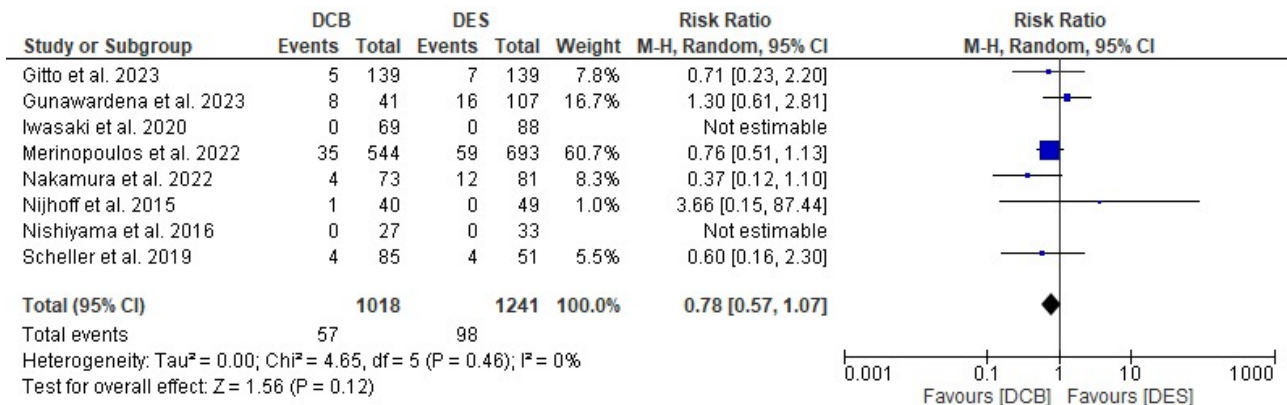 DCB DES Risk Ratio Risk Ratio
Study or Subgroup Events Total Events Total Weight M-H, Random, 95% CI M-H, Random, 95% CI
Gitto et al. 2023 5 139 7 139 7.8% 0.71 [0.23, 2.20]
Gunawardena et al. 2023 8 41 16 107 16.7% 1.30 [0.61, 2.81]
Iwasaki et al. 2020 0 69 0 88 Not estimable
Merinopoulos et al. 2022 35 544 59 693 60.7% 0.76 [0.51, 1.13]
Nakamura et al. 2022 4 73 12 81 8.3% 0.37 [0.12, 1.10]
Nijhoff et al. 2015 1 40 0 49 1.0% 3.66 [0.15, 87.44]
Nishiyama et al. 2016 0 27 0 33 Not estimable
Scheller et al. 2019 4 85 4 51 5.5% 0.60 [0.16, 2.30]
Total (95% CI) 1018 1241 100.0% 0.78 [0.57, 1.07]
Total events 57 98
Heterogeneity: Tau² = 0.00; Chi² = 4.65, df = 5 (P = 0.46); I² = 0%
Test for overall effect: Z = 1.56 (P = 0.12)
0.001 0.1 1 10 1000
Favours [DCB] Favours [DES]